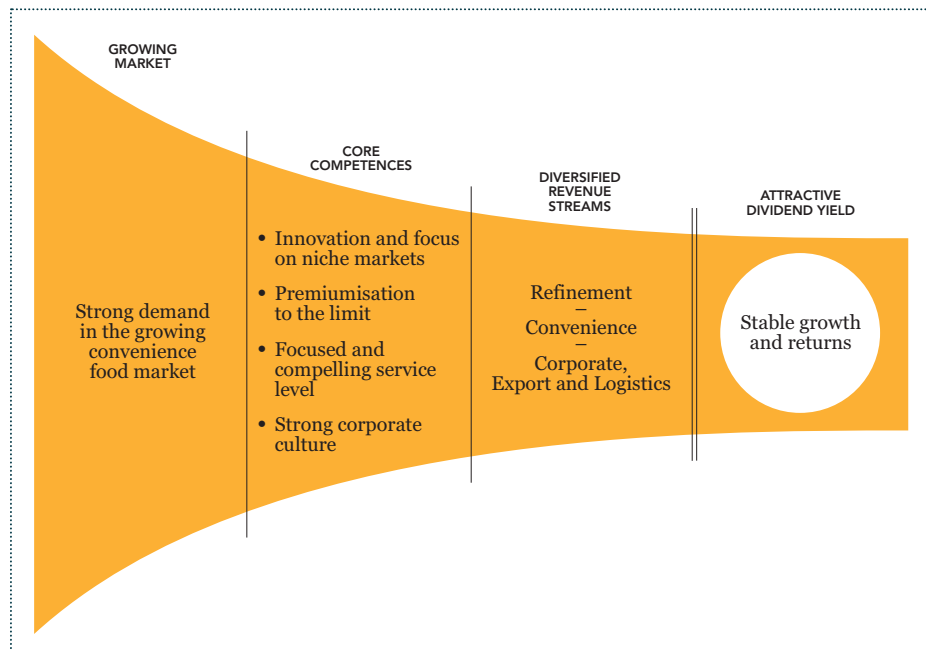 GROWING
MARKET
Strong demand
in the growing
convenience
food market
CORE
COMPETENCES
• Innovation and focus
on niche markets
• Premiumisation
to the limit
• Focused and
compelling service
level
• Strong corporate
culture
DIVERSIFIED
REVENUE
STREAMS
Refinement
–
Convenience
–
Corporate,
Export and Logistics
ATTRACTIVE
DIVIDEND YIELD
Stable growth
and returns